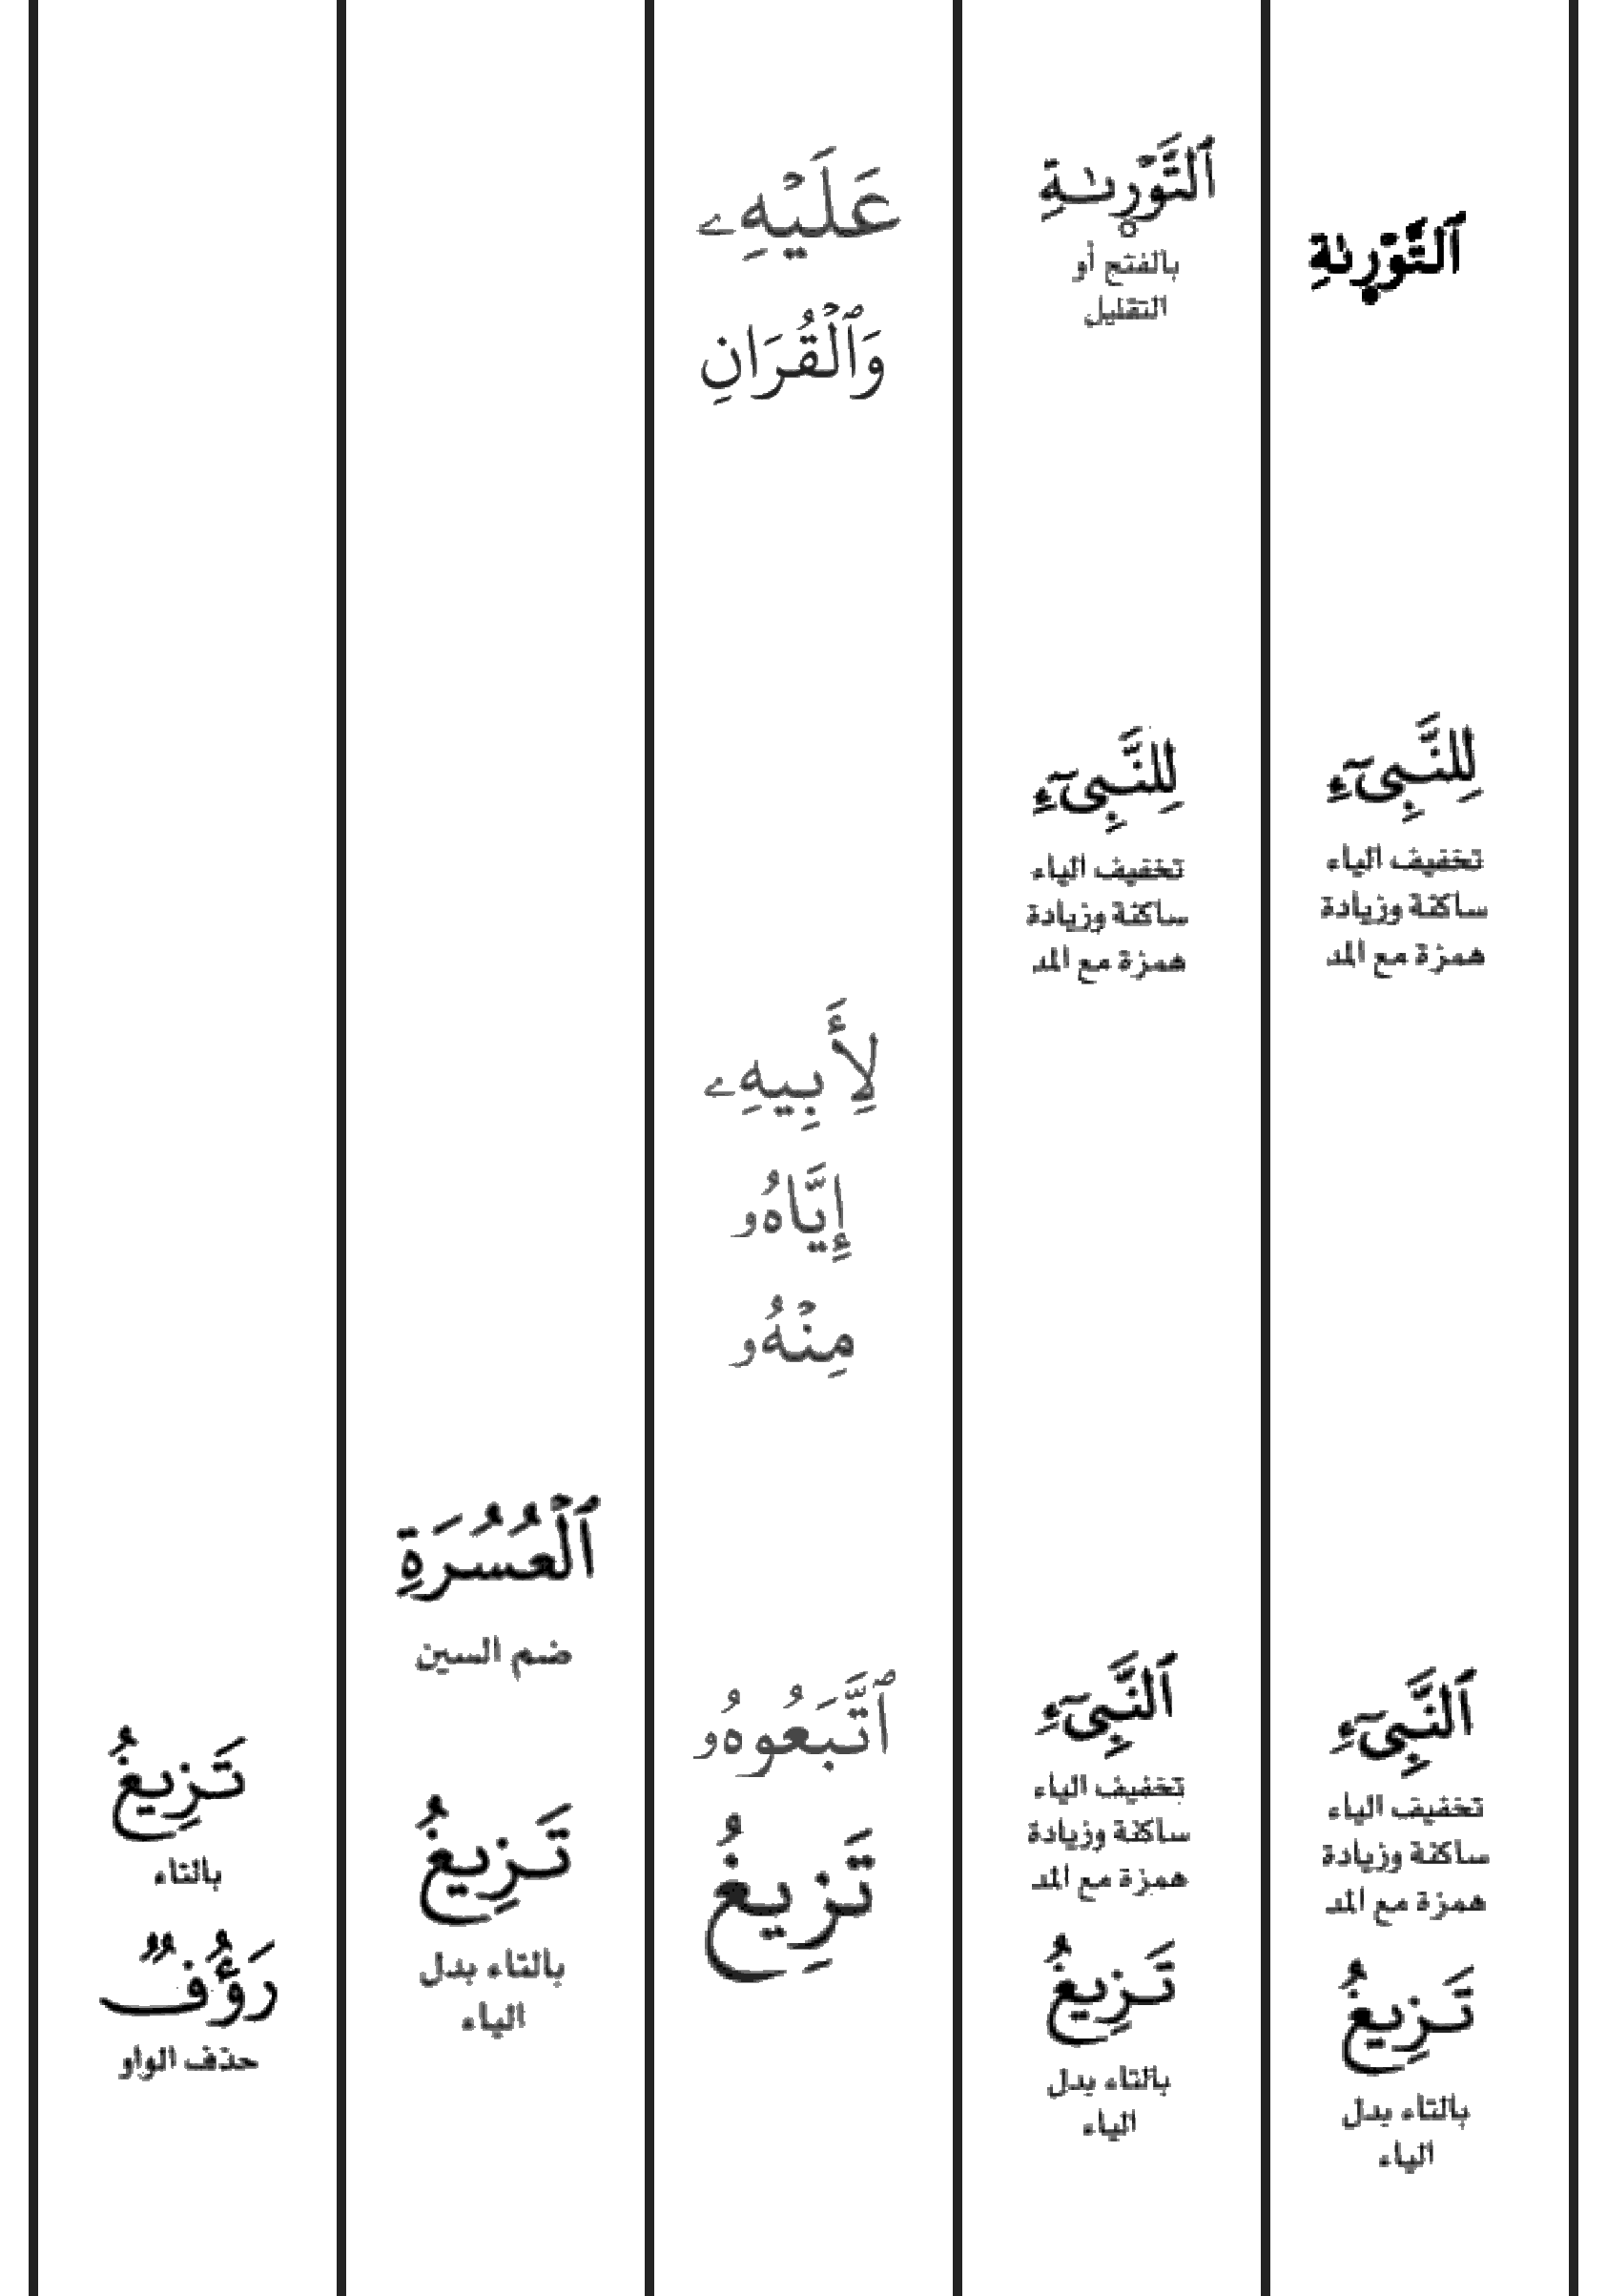 ٱلتَّوۡرىٰةِ
لِلنَّبِيٓءِ
تخفيف الياء
ساكنة وزيادة
همزة مع المد
ٱلنَّبِيٓءِ
تخفيف الياء
ساكنة وزيادة
همزة مع المد
تَزِيغُ
بالتاء بدل
الياء
ٱلتَّوۡرىٰةِ
بالفتح أو
التقليل
لِلنَّبِيٓءِ
تخفيف الياء
ساكنة وزيادة
همزة مع المد
ٱلنَّبِيٓءِ
تخفيف الياء
ساكنة وزيادة
همزة مع المد
تَزِيغُ
بالتاء بدل
الياء
عَلَيۡهِۦ
وَٱلۡقُرَانِ
لِأَبِيهِۦ
إِيَّاهُۥ
مِنۡهُۥ
ٱتَّبَعُوهُۥ
تَزِيغُ
ٱلۡعُسُرَةِ
ضم السين
تَزِيغُ
بالتاء بدل
الياء
تَزِيغُ
بالتاء
رَؤُفٞ
حذف الواو